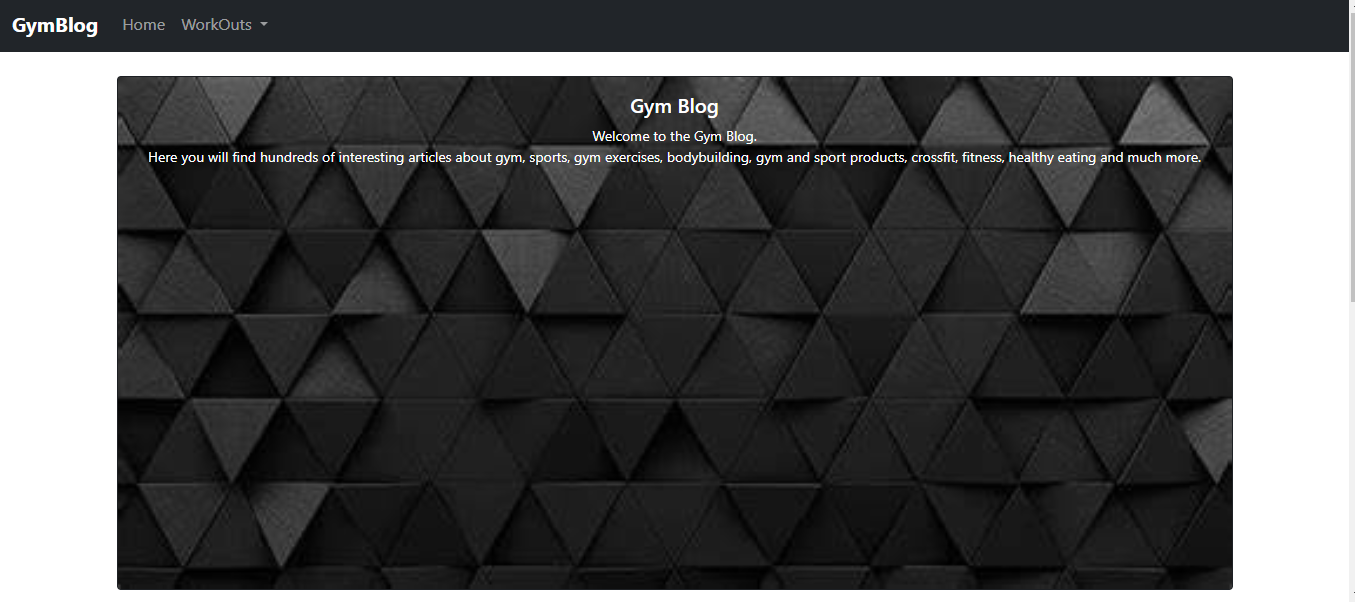 GymBlog Home WorkOuts
Gym Blog
Welcome to the Gym Blog.
Here you will find hundreds of interesting articles about gym, sports, gym exercises, bodybuilding, gym and sport products, crossfit, fitness, healthy eating and much more.